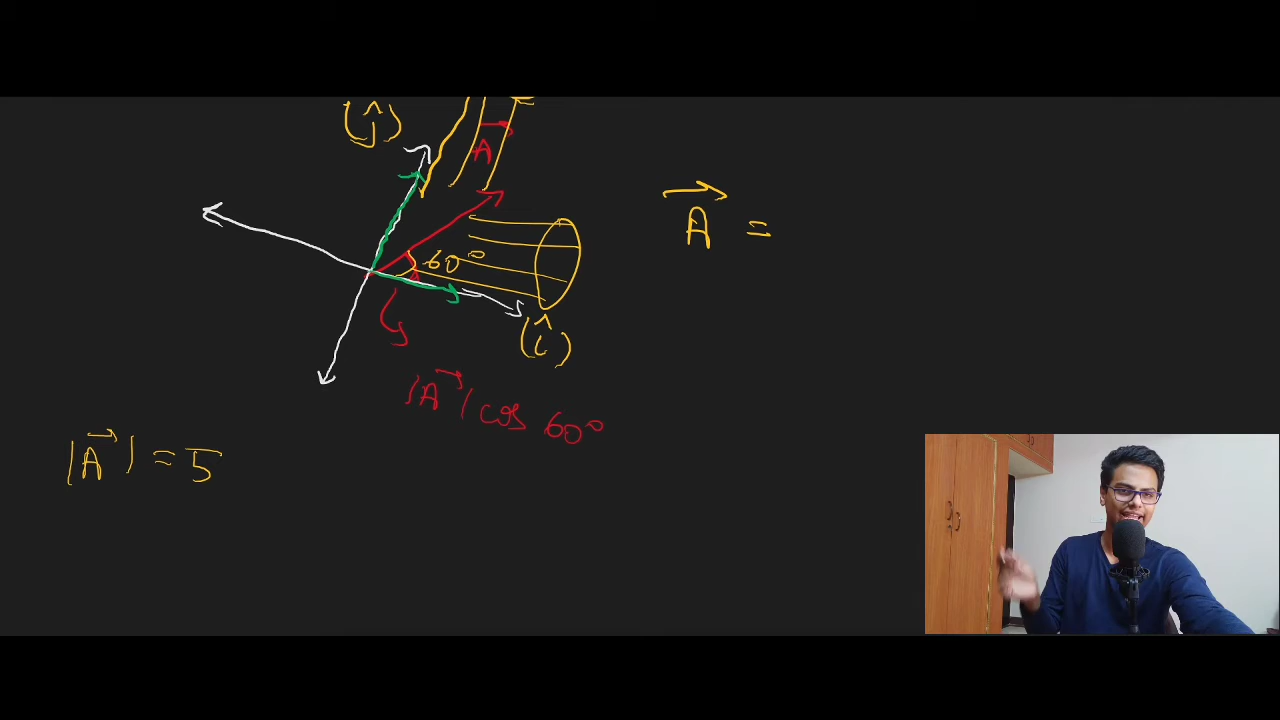 (ĵ)
A⃗
A⃗ =
60°
(î)
|A⃗| cos 60°
|A⃗| = 5